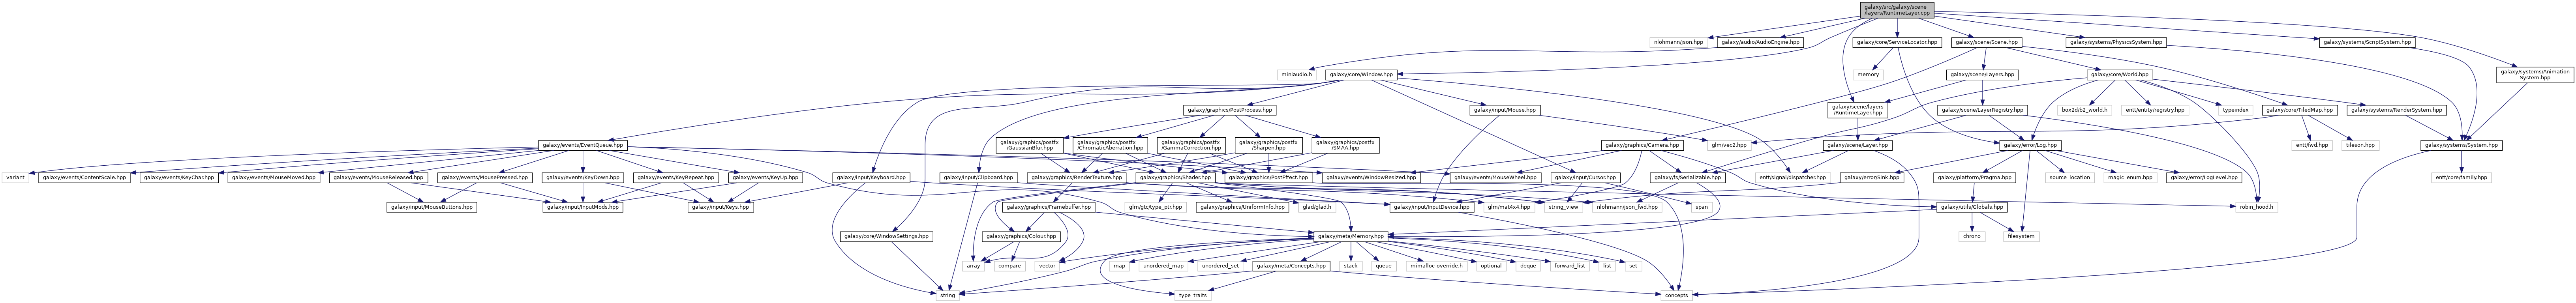 galaxy/src/galaxy/scene
/layers/RuntimeLayer.cpp
nlohmann/json.hpp
galaxy/audio/AudioEngine.hpp
galaxy/core/ServiceLocator.hpp
galaxy/scene/Scene.hpp
galaxy/systems/PhysicsSystem.hpp
galaxy/systems/ScriptSystem.hpp
miniaudio.h
galaxy/core/Window.hpp
memory
galaxy/scene/Layers.hpp
galaxy/core/World.hpp
galaxy/systems/Animation
System.hpp
galaxy/graphics/PostProcess.hpp
galaxy/input/Mouse.hpp
galaxy/scene/layers
/RuntimeLayer.hpp
galaxy/scene/LayerRegistry.hpp
box2d/b2_world.h
entt/entity/registry.hpp
typeindex
galaxy/core/TiledMap.hpp
galaxy/systems/RenderSystem.hpp
galaxy/events/EventQueue.hpp
galaxy/graphics/postfx
/GaussianBlur.hpp
galaxy/graphics/postfx
/ChromaticAberration.hpp
galaxy/graphics/postfx
/GammaCorrection.hpp
galaxy/graphics/postfx
/Sharpen.hpp
galaxy/graphics/postfx
/SMAA.hpp
glm/vec2.hpp
galaxy/graphics/Camera.hpp
galaxy/scene/Layer.hpp
galaxy/error/Log.hpp
entt/fwd.hpp
tileson.hpp
galaxy/systems/System.hpp
variant
galaxy/events/ContentScale.hpp
galaxy/events/KeyChar.hpp
galaxy/events/MouseMoved.hpp
galaxy/events/MouseReleased.hpp
galaxy/events/MousePressed.hpp
galaxy/events/KeyDown.hpp
galaxy/events/KeyRepeat.hpp
galaxy/events/KeyUp.hpp
galaxy/input/Keyboard.hpp
galaxy/input/Clipboard.hpp
galaxy/graphics/RenderTexture.hpp
galaxy/graphics/Shader.hpp
galaxy/graphics/PostEffect.hpp
galaxy/input/Cursor.hpp
galaxy/events/WindowResized.hpp
galaxy/events/MouseWheel.hpp
galaxy/fs/Serializable.hpp
entt/signal/dispatcher.hpp
galaxy/error/Sink.hpp
galaxy/platform/Pragma.hpp
source_location
magic_enum.hpp
galaxy/error/LogLevel.hpp
entt/core/family.hpp
galaxy/input/MouseButtons.hpp
galaxy/input/InputMods.hpp
galaxy/input/Keys.hpp
galaxy/graphics/Framebuffer.hpp
glm/gtc/type_ptr.hpp
galaxy/graphics/UniformInfo.hpp
glad/glad.h
galaxy/input/InputDevice.hpp
glm/mat4x4.hpp
string_view
nlohmann/json_fwd.hpp
span
galaxy/utils/Globals.hpp
robin_hood.h
galaxy/core/WindowSettings.hpp
galaxy/graphics/Colour.hpp
galaxy/meta/Memory.hpp
chrono
filesystem
array
compare
vector
map
unordered_map
unordered_set
galaxy/meta/Concepts.hpp
stack
queue
mimalloc-override.h
optional
deque
forward_list
list
set
string
type_traits
concepts